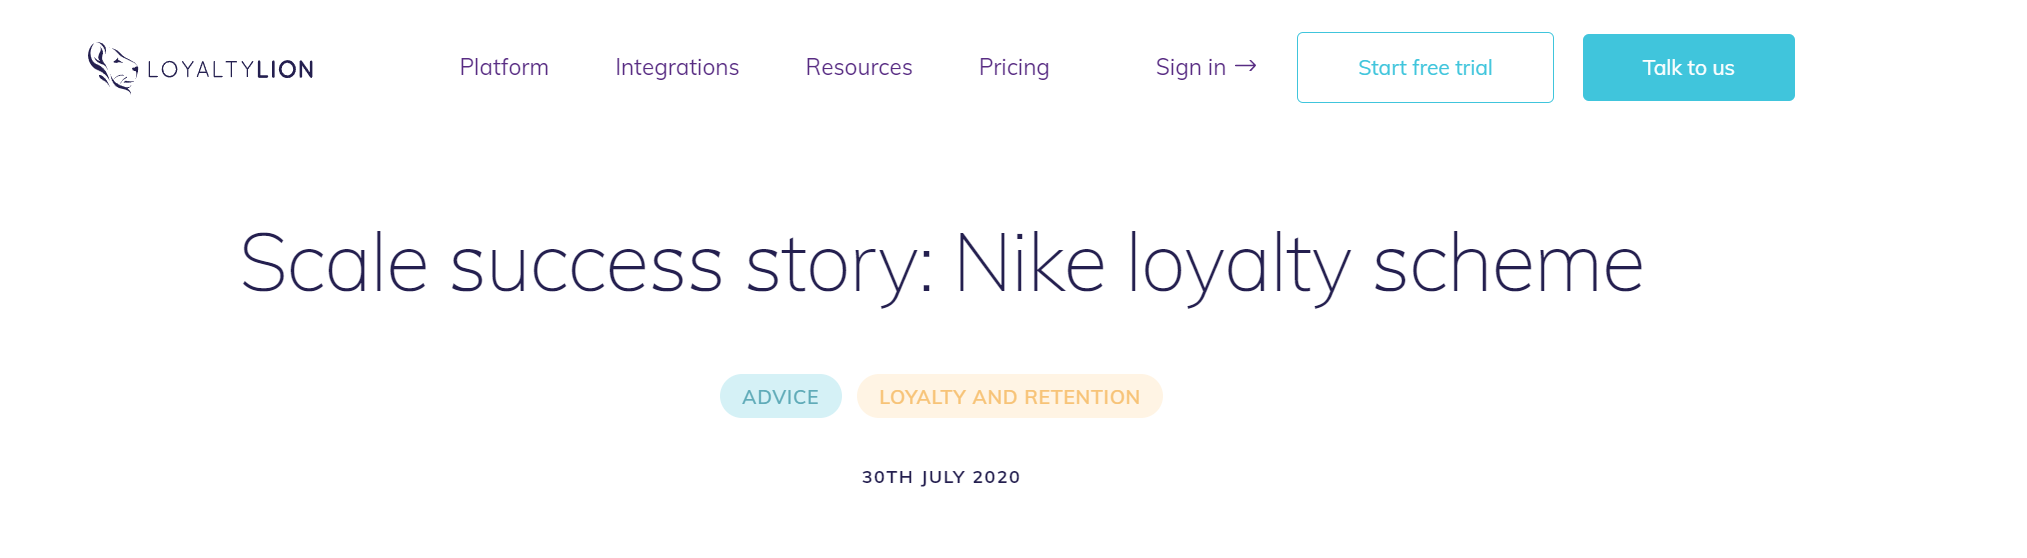 LOYALTYLION
Platform
Integrations
Resources
Pricing
Sign in →
Start free trial
Talk to us
Scale success story: Nike loyalty scheme
ADVICE
LOYALTY AND RETENTION
30TH JULY 2020